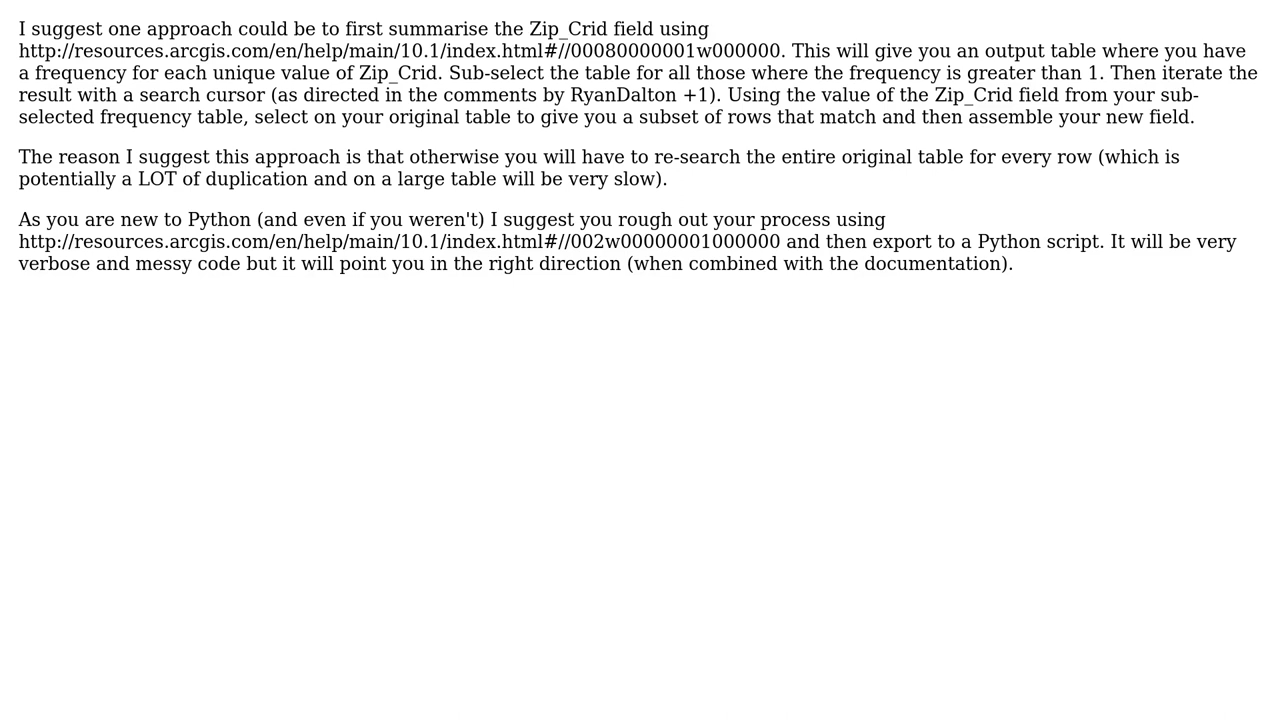 I suggest one approach could be to first summarise the Zip_Crid field using
http://resources.arcgis.com/en/help/main/10.1/index.html#//00080000001w000000. This will give you an output table where you have
a frequency for each unique value of Zip_Crid. Sub-select the table for all those where the frequency is greater than 1. Then iterate the
result with a search cursor (as directed in the comments by RyanDalton +1). Using the value of the Zip_Crid field from your sub-
selected frequency table, select on your original table to give you a subset of rows that match and then assemble your new field.
The reason I suggest this approach is that otherwise you will have to re-search the entire original table for every row (which is
potentially a LOT of duplication and on a large table will be very slow).
As you are new to Python (and even if you weren't) I suggest you rough out your process using
http://resources.arcgis.com/en/help/main/10.1/index.html#//002w00000001000000 and then export to a Python script. It will be very
verbose and messy code but it will point you in the right direction (when combined with the documentation).